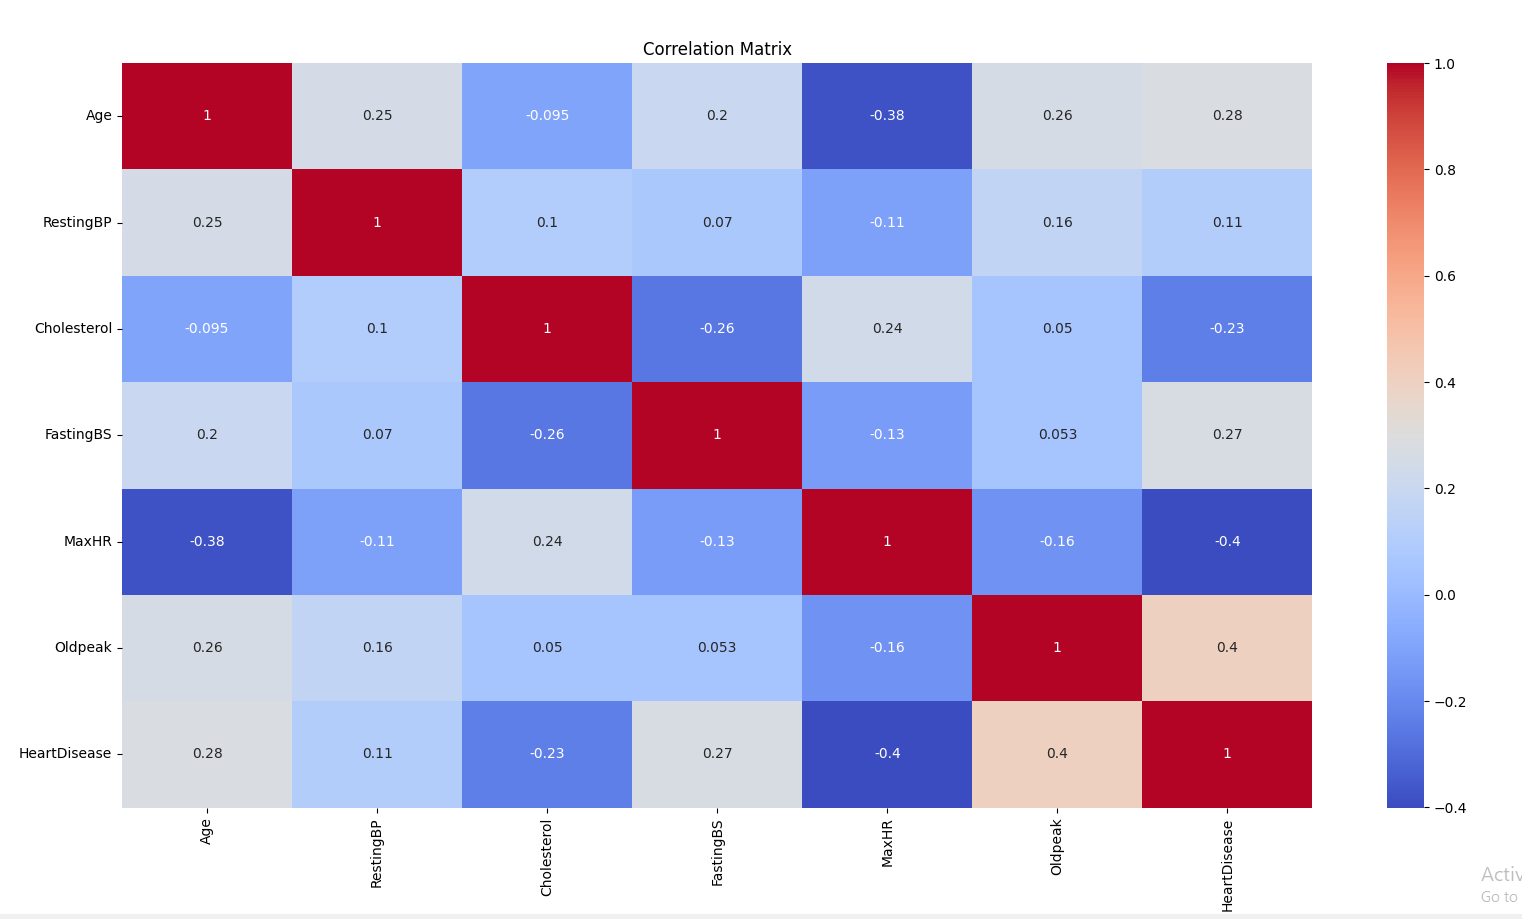 Correlation Matrix
Age 1 0.25 -0.095 0.2 -0.38 0.26 0.28
RestingBP 0.25 1 0.1 0.07 -0.11 0.16 0.11
Cholesterol -0.095 0.1 1 -0.26 0.24 0.05 -0.23
FastingBS 0.2 0.07 -0.26 1 -0.13 0.053 0.27
MaxHR -0.38 -0.11 0.24 -0.13 1 -0.16 -0.4
Oldpeak 0.26 0.16 0.05 0.053 -0.16 1 0.4
HeartDisease 0.28 0.11 -0.23 0.27 -0.4 0.4 1
Age RestingBP Cholesterol FastingBS MaxHR Oldpeak HeartDisease
1.0
0.8
0.6
0.4
0.2
0.0
−0.2
−0.4
Activ
Go to